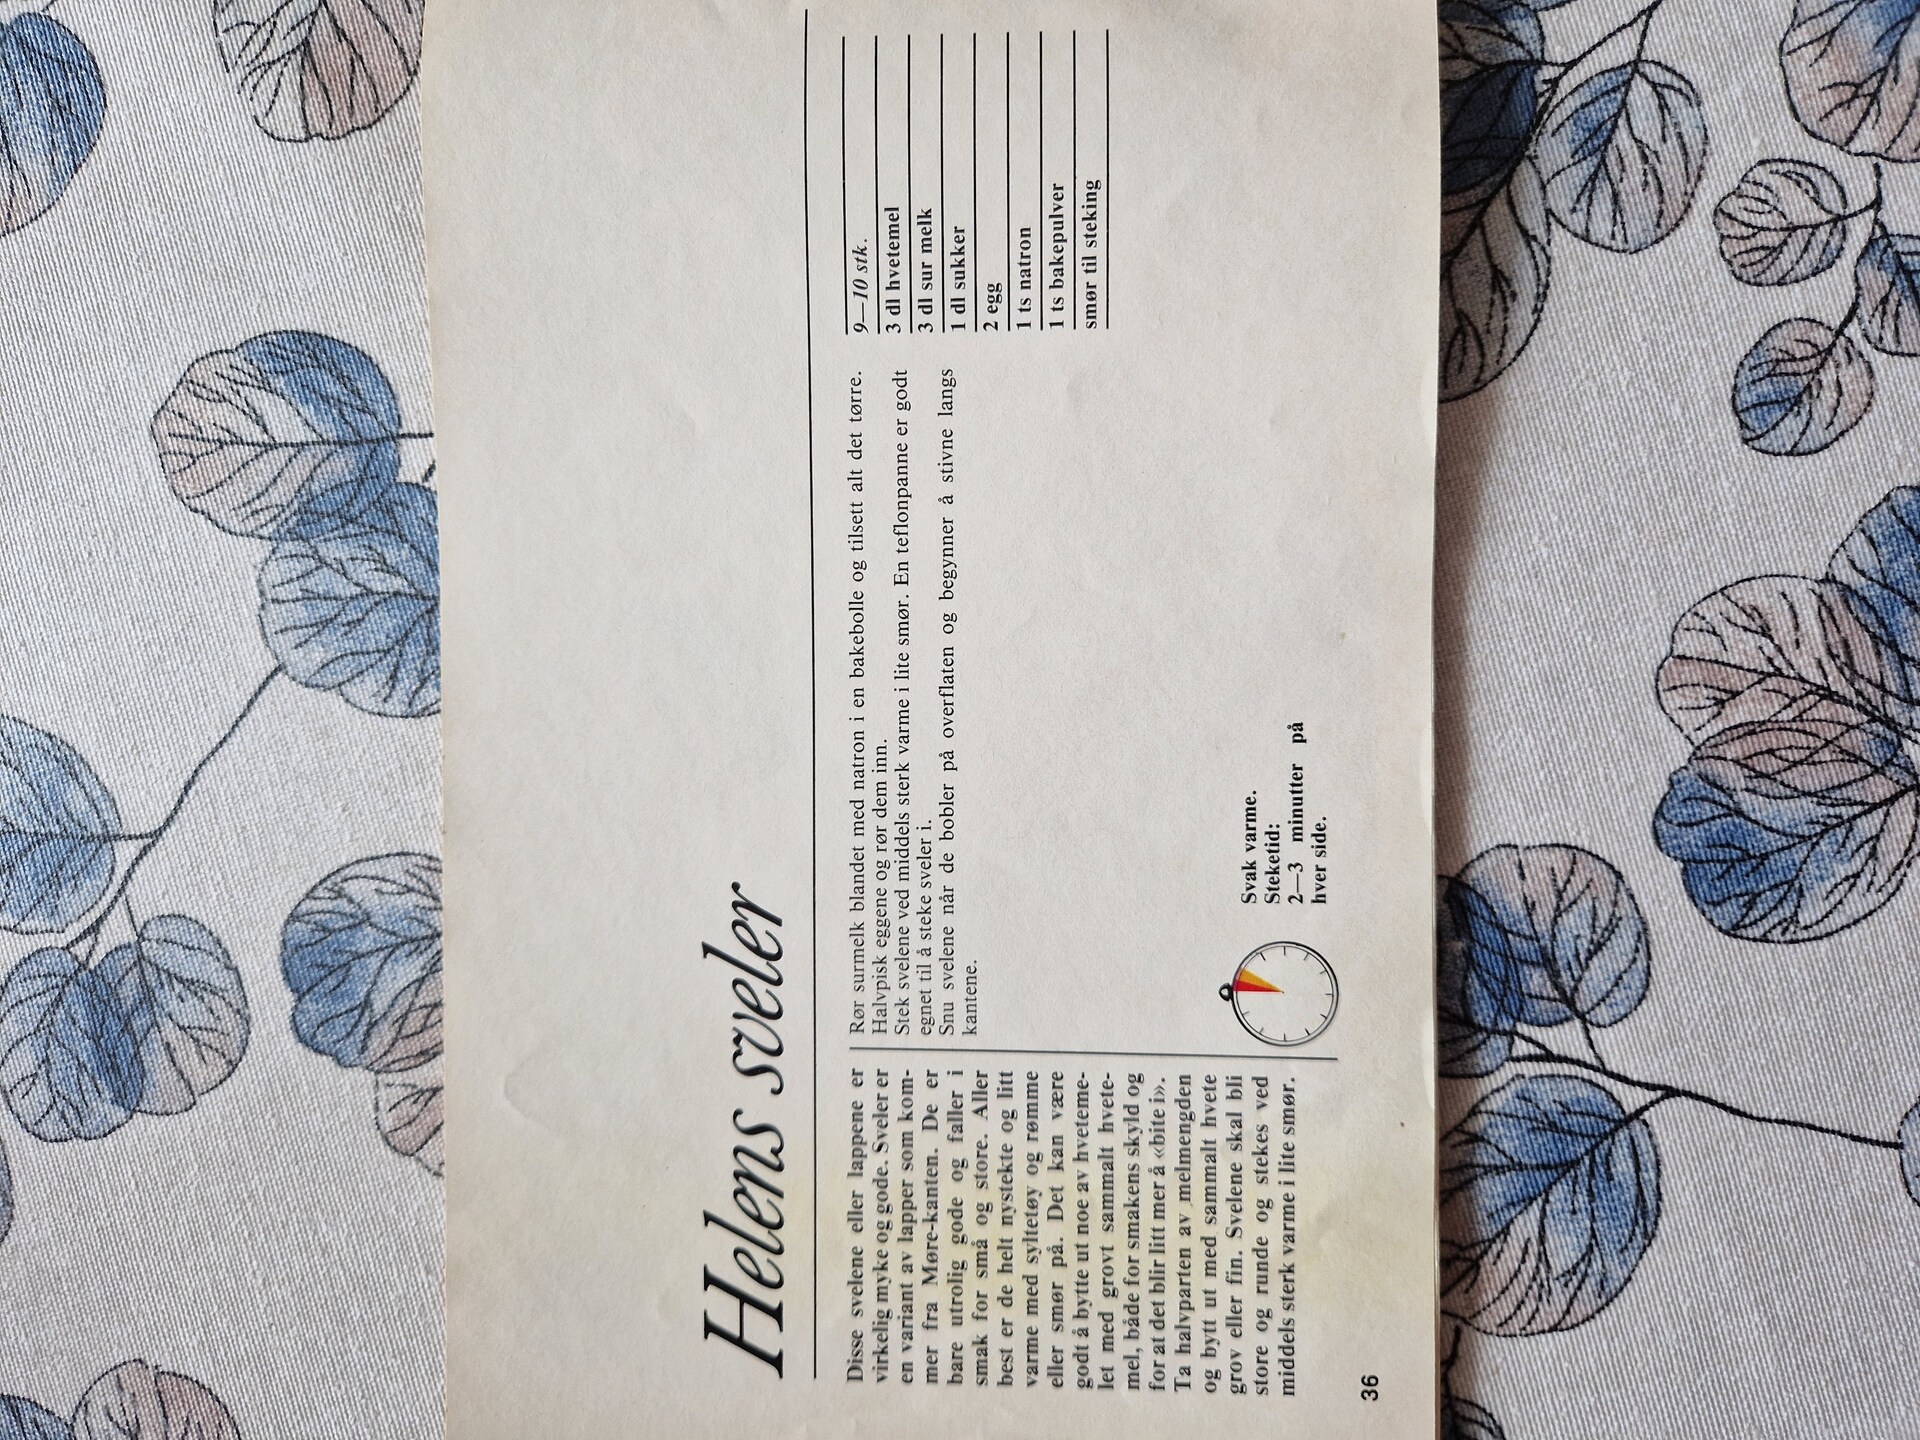 Helens sveler
Disse svelene eller lappene er
virkelig myke og gode. Sveler er
en variant av lapper som kom-
mer fra Møre-kanten. De er
bare utrolig gode og faller i
smak for små og store. Aller
best er de helt nystekte og litt
varme med syltetøy og rømme
eller smør på. Det kan være
godt å bytte ut noe av hveteme-
let med grovt sammalt hvete-
mel, både for smakens skyld og
for at det blir litt mer å «bite i».
Ta halvparten av melmengden
og bytt ut med sammalt hvete
grov eller fin. Svelene skal bli
store og runde og stekes ved
middels sterk varme i lite smør.
Rør surmelk blandet med natron i en bakebolle og tilsett alt det tørre.
Halvpisk eggene og rør dem inn.
Stek svelene ved middels sterk varme i lite smør. En teflonpanne er godt
egnet til å steke sveler i.
Snu svelene når de bobler på overflaten og begynner å stivne langs
kantene.
Svak varme.
Steketid:
2—3 minutter på
hver side.
9—10 stk.
3 dl hvetemel
3 dl sur melk
1 dl sukker
2 egg
1 ts natron
1 ts bakepulver
smør til steking
36